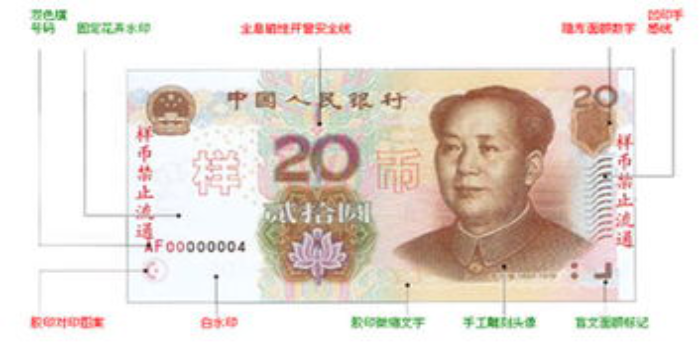 双色横
号码
固定花卉水印
全息磁性开窗安全线
隐形面额数字
凹印手
感线
中国人民银行
20
20
样币
贰拾圆
样币禁止流通
样币禁止流通
AF00000004
胶印对印图案
白水印
胶印微缩文字
手工雕刻头像
盲文面额标记